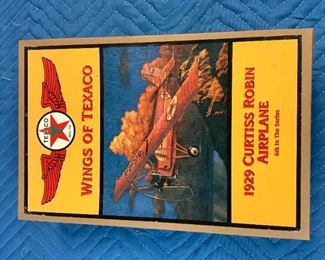 TEXACO
WINGS OF TEXACO
1929 CURTISS ROBIN
AIRPLANE
6th In The Series